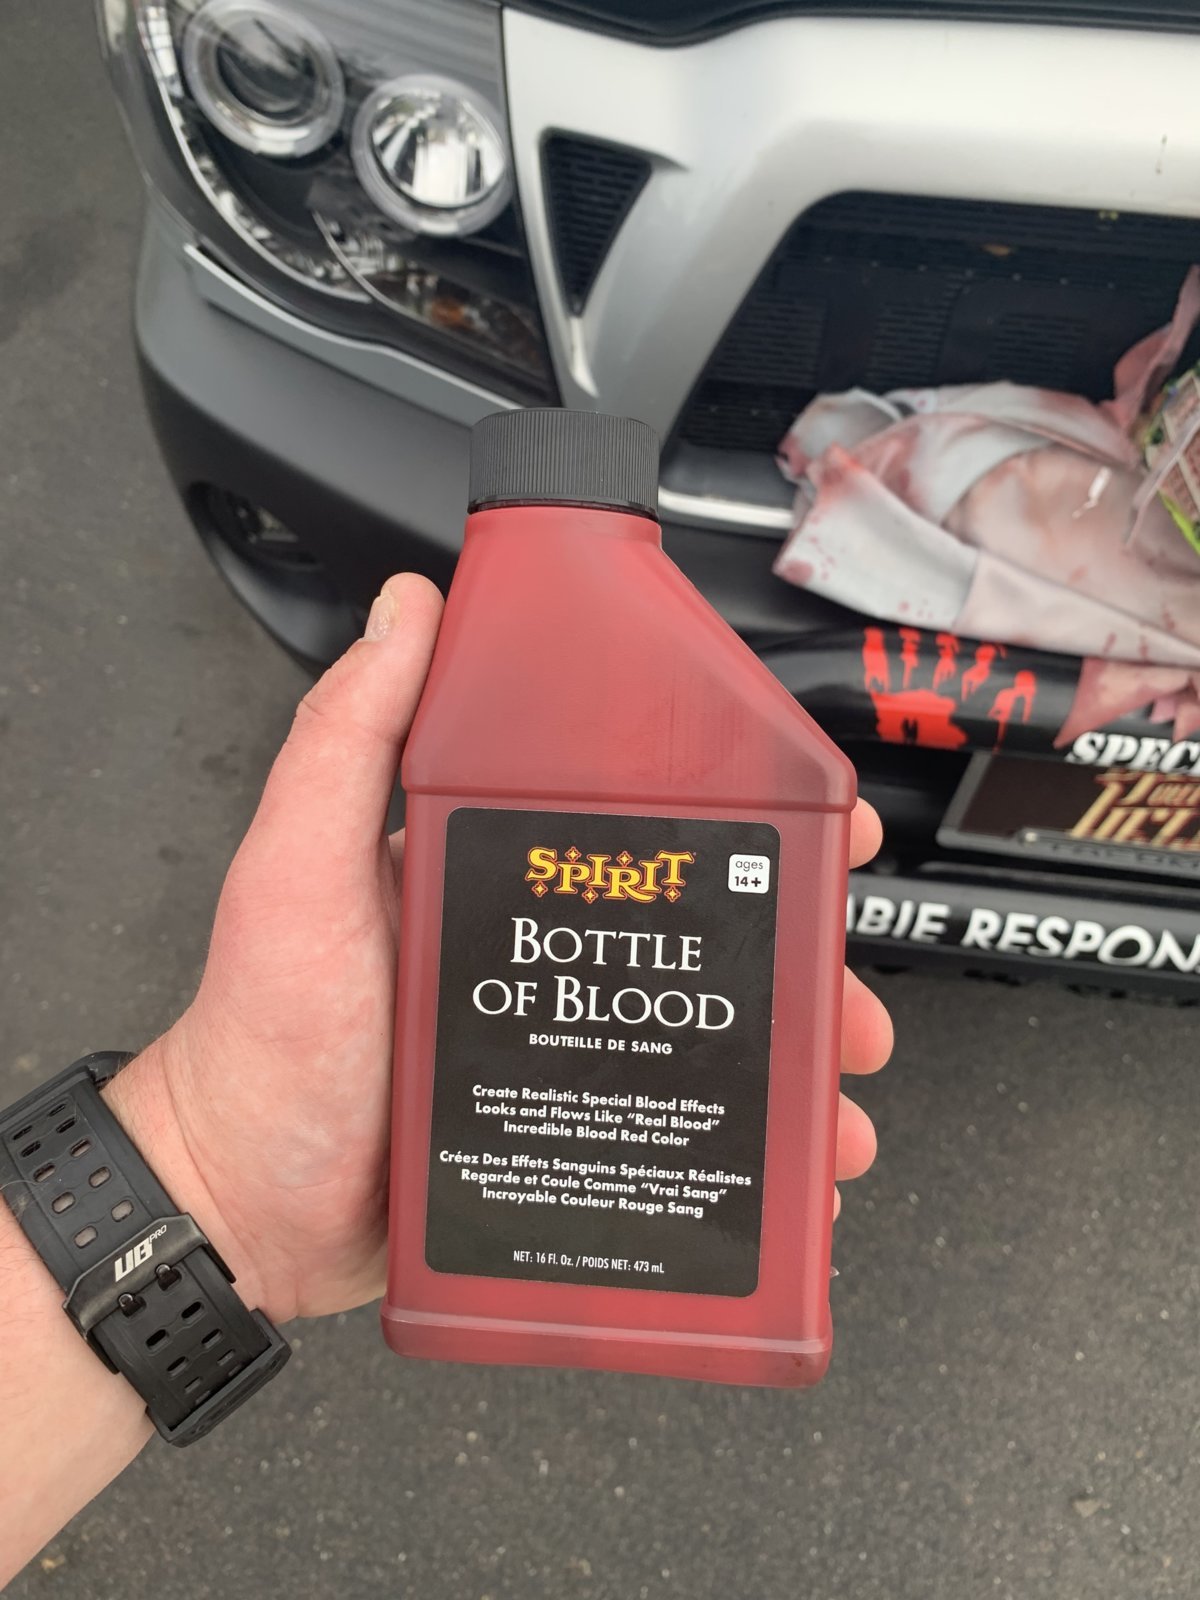 SPIRIT
ages
14+
BOTTLE
OF BLOOD
BOUTEILLE DE SANG
Create Realistic Special Blood Effects
Looks and Flows Like “Real Blood”
Incredible Blood Red Color
Créez Des Effets Sanguins Spéciaux Réalistes
Regarde et Coule Comme “Vrai Sang”
Incroyable Couleur Rouge Sang
NET: 16 Fl. Oz. / POIDS NET: 473 mL
UB PRO
SPEC
RESPON